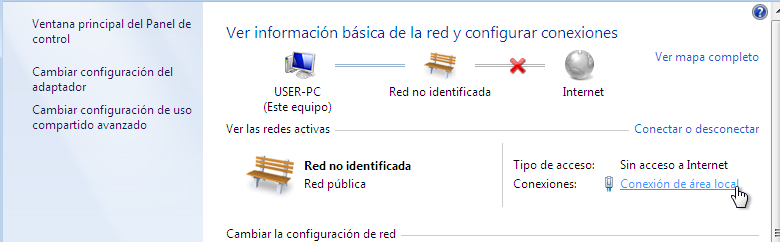 Ventana principal del Panel de
control
Cambiar configuración del
adaptador
Cambiar configuración de uso
compartido avanzado
Ver información básica de la red y configurar conexiones
Ver mapa completo
USER-PC
(Este equipo)
Red no identificada
Internet
Ver las redes activas
Conectar o desconectar
Red no identificada
Red pública
Tipo de acceso: Sin acceso a Internet
Conexiones: Conexión de área local
Cambiar la configuración de red